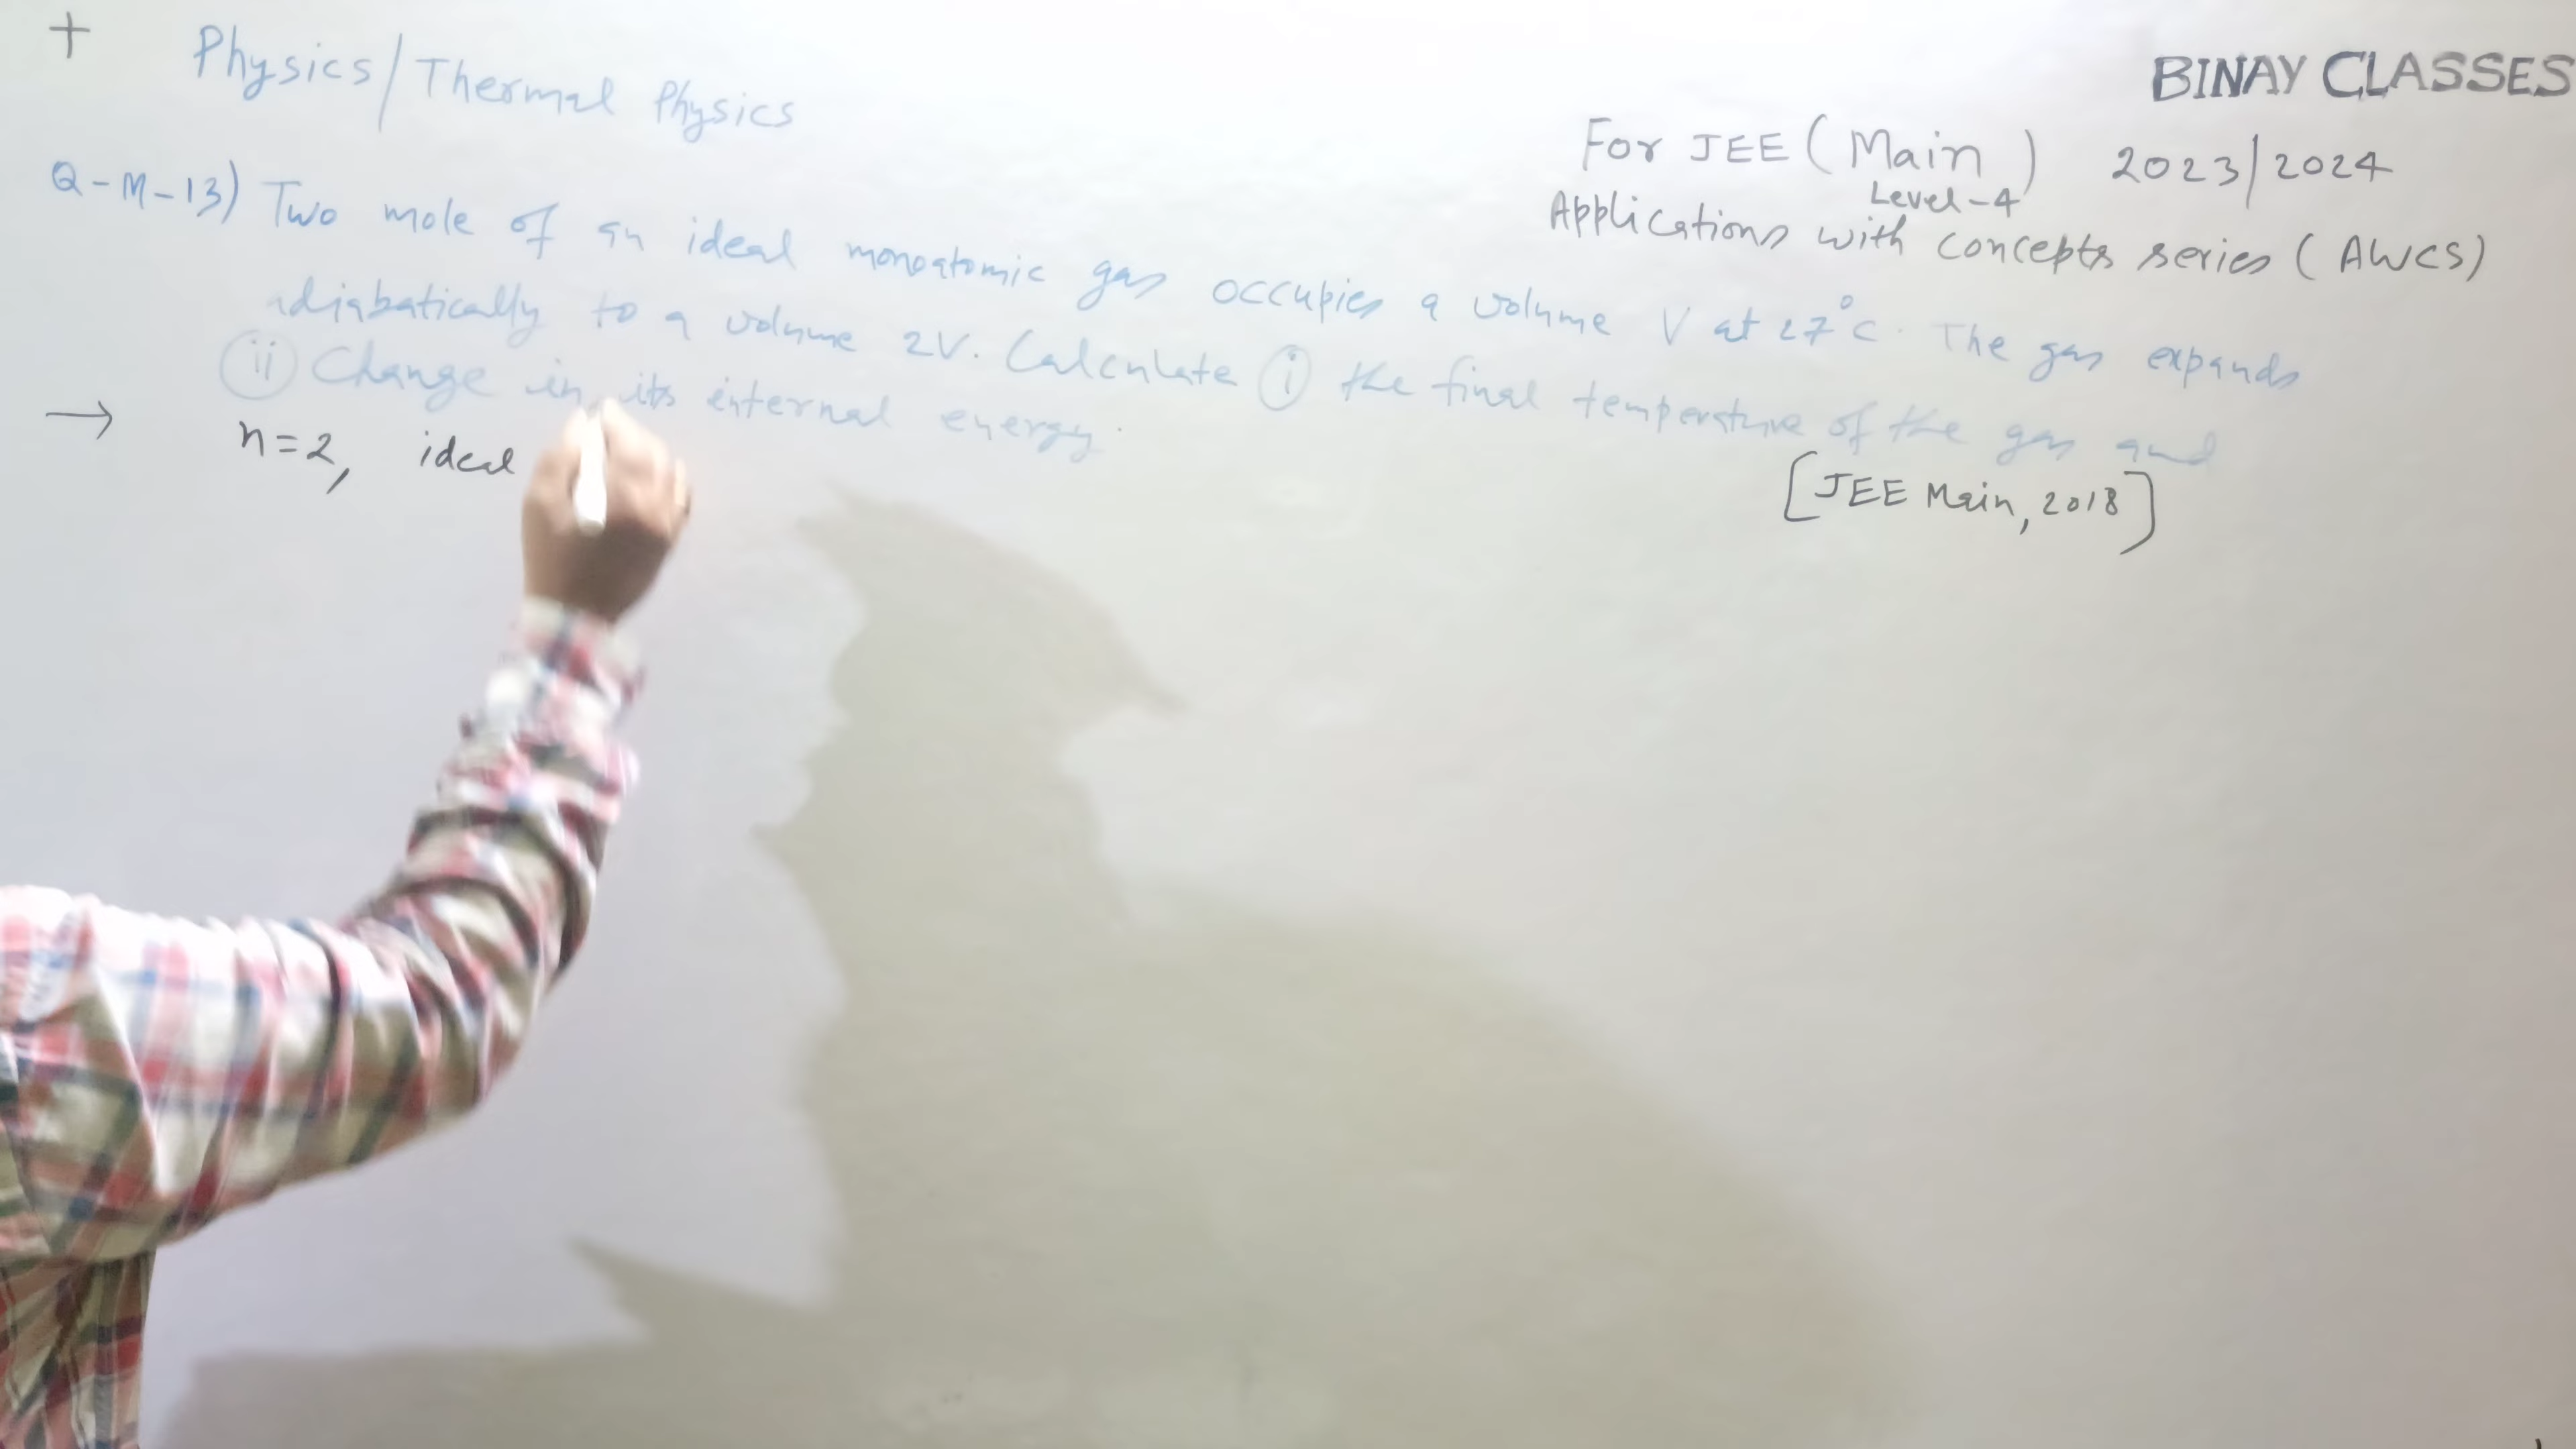 +
Physics/Thermal Physics
BINAY CLASSES
For JEE (Main) 2023/2024
Level-4
Applications with concepts series (AWCS)
Q-M-13) Two mole of an ideal monoatomic gas occupies a volume V at 27°C. The gas expands
adiabatically to a volume 2V. Calculate (i) the final temperature of the gas and
(ii) Change in its internal energy.
[JEE Main, 2018]
→ n=2, ideal